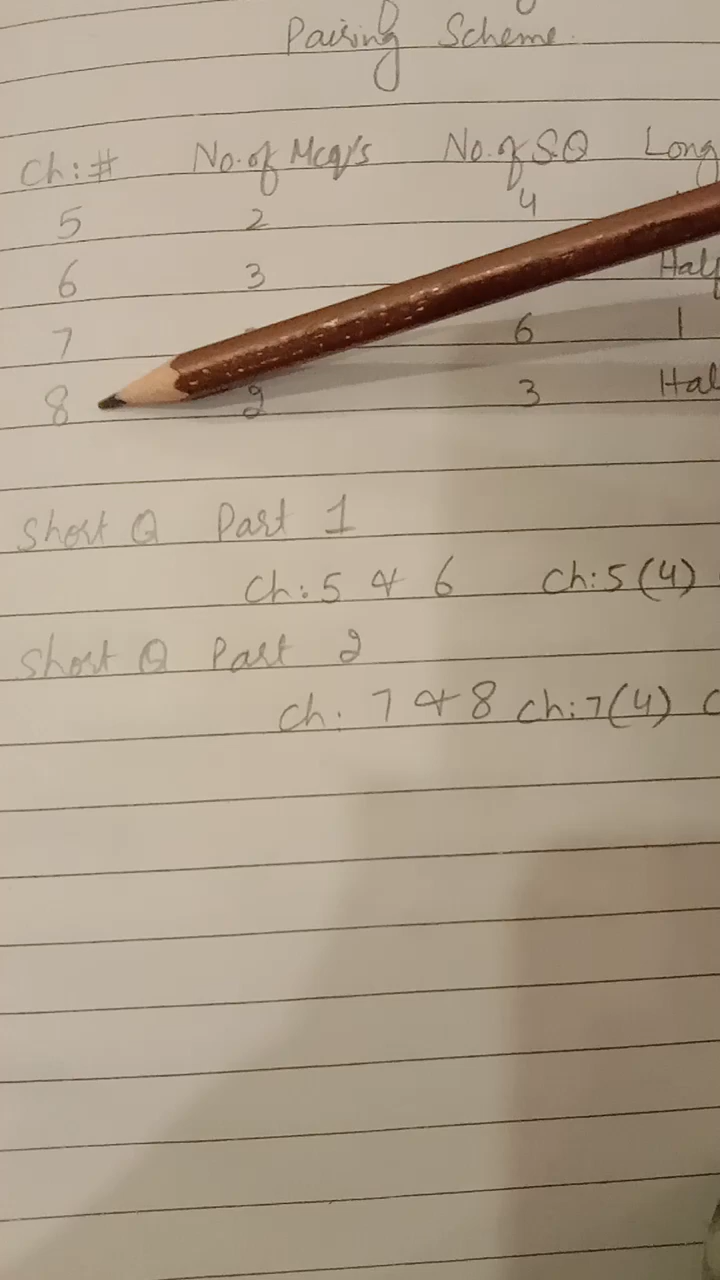 Pairing Scheme.
Ch:# No. of Mcq's No. of S.Q Long
5 2 4
6 3 Half
7 6 1
8 2 3 Hal
Short Q Part 1
Ch: 5 & 6 Ch: 5 (4)
Short Q Part 2
Ch: 7 & 8 Ch: 7 (4) C